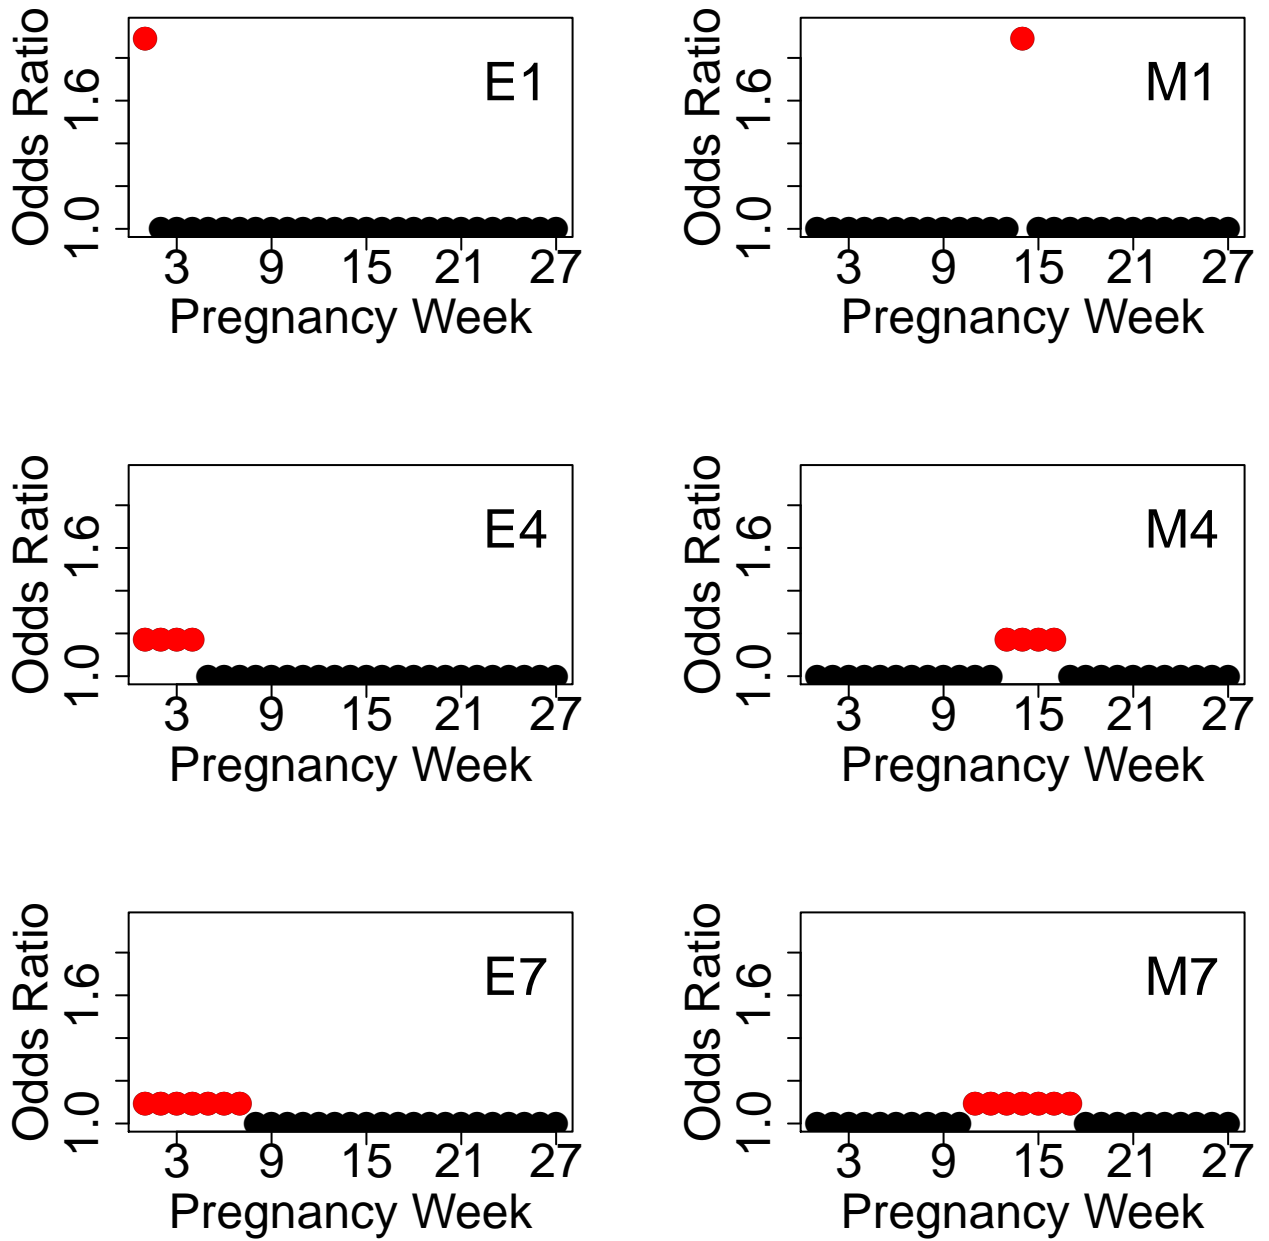 Odds Ratio
1.0 1.6
E1
3 9 15 21 27
Pregnancy Week
Odds Ratio
1.0 1.6
M1
3 9 15 21 27
Pregnancy Week
Odds Ratio
1.0 1.6
E4
3 9 15 21 27
Pregnancy Week
Odds Ratio
1.0 1.6
M4
3 9 15 21 27
Pregnancy Week
Odds Ratio
1.0 1.6
E7
3 9 15 21 27
Pregnancy Week
Odds Ratio
1.0 1.6
M7
3 9 15 21 27
Pregnancy Week